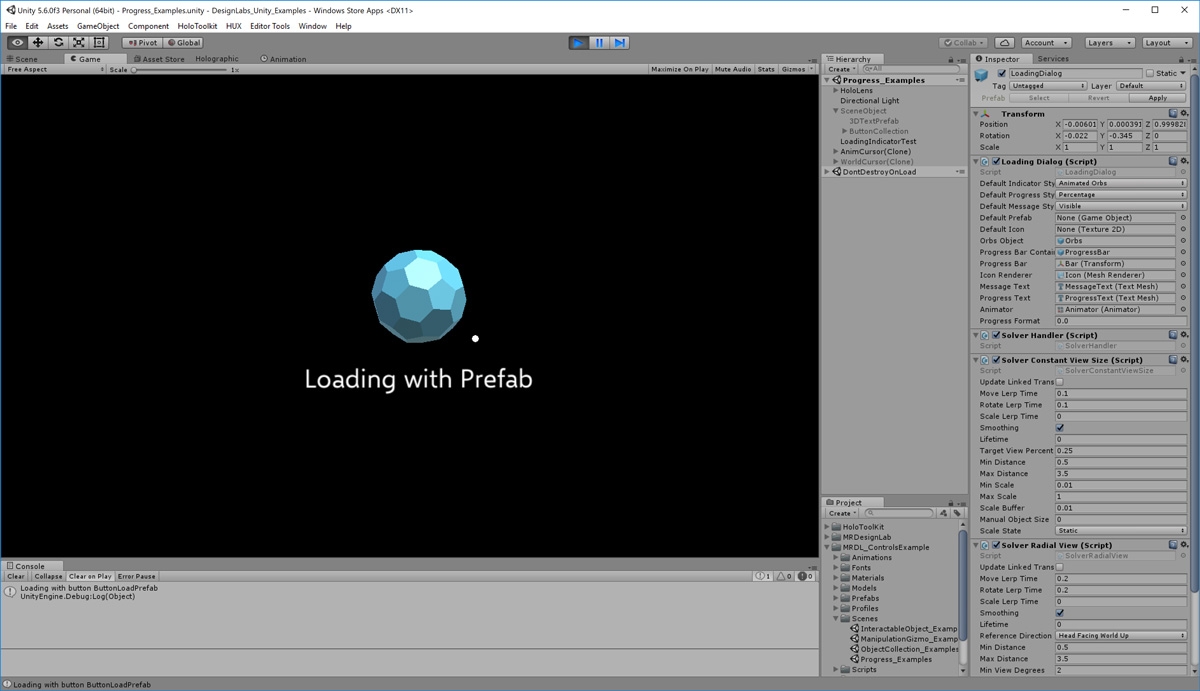 Unity 5.6.0f3 Personal (64bit) - Progress_Examples.unity - DesignLabs_Unity_Examples - Windows Store Apps <DX11>
File Edit Assets GameObject Component HoloToolkit HUX Editor Tools Window Help
Pivot Global Collab Account Layers Layout
Scene Game Asset Store Holographic Animation
Free Aspect Scale 1x Maximize On Play Mute Audio Stats Gizmos
Loading with Prefab
Hierarchy
Create All
Progress_Examples
HoloLens
Directional Light
SceneObject
3DTextPrefab
ButtonCollection
LoadingIndicatorTest
AnimCursor(Clone)
WorldCursor(Clone)
DontDestroyOnLoad
Project
Create
HoloToolKit
MRDesignLab
MRDL_ControlsExample
Animations
Fonts
Materials
Models
Prefabs
Profiles
Scenes
InteractableObject_Examp
ManipulationGizmo_Examp
ObjectCollection_Examples
Progress_Examples
Scripts
Inspector Services
LoadingDialog Static
Tag Untagged Layer Default
Prefab Select Revert Apply
Transform
Position X -0.00601 Y 0.000391 Z 0.999828
Rotation X -0.022 Y -0.345 Z 0
Scale X 1 Y 1 Z 1
Loading Dialog (Script)
Script LoadingDialog
Default Indicator Sty Animated Orbs
Default Progress Sty Percentage
Default Message Sty Visible
Default Prefab None (Game Object)
Default Icon None (Texture 2D)
Orbs Object Orbs
Progress Bar Contai ProgressBar
Progress Bar Bar (Transform)
Icon Renderer Icon (Mesh Renderer)
Message Text MessageText (Text Mesh)
Progress Text ProgressText (Text Mesh)
Animator Animator (Animator)
Progress Format 0.0
Solver Handler (Script)
Script SolverHandler
Solver Constant View Size (Script)
Script SolverConstantViewSize
Update Linked Trans
Move Lerp Time 0.1
Rotate Lerp Time 0.1
Scale Lerp Time 0
Smoothing
Lifetime 0
Target View Percent 0.25
Min Distance 0.5
Max Distance 3.5
Min Scale 0.01
Max Scale 1
Scale Buffer 0.01
Manual Object Size 0
Scale State Static
Solver Radial View (Script)
Script SolverRadialView
Update Linked Trans
Move Lerp Time 0.2
Rotate Lerp Time 0.2
Scale Lerp Time 0
Smoothing
Lifetime 0
Reference Direction Head Facing World Up
Min Distance 0.5
Max Distance 3.5
Min View Degrees 2
Console
Clear Collapse Clear on Play Error Pause 1 0 0
Loading with button ButtonLoadPrefab
UnityEngine.Debug:Log(Object)
Loading with button ButtonLoadPrefab